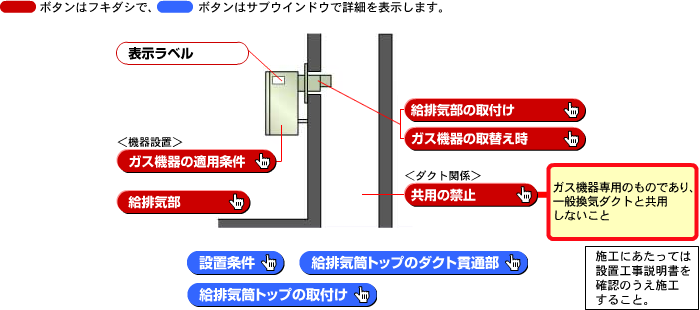 ボタンはフキダシで、 ボタンはサブウインドウで詳細を表示します。
表示ラベル
給排気部の取付け
ガス機器の取替え時
＜機器設置＞
ガス機器の適用条件
＜ダクト関係＞
共用の禁止
ガス機器専用のものであり、
一般換気ダクトと共用
しないこと
給排気部
設置条件
給排気筒トップのダクト貫通部
給排気筒トップの取付け
施工にあたっては
設置工事説明書を
確認のうえ施工
すること。